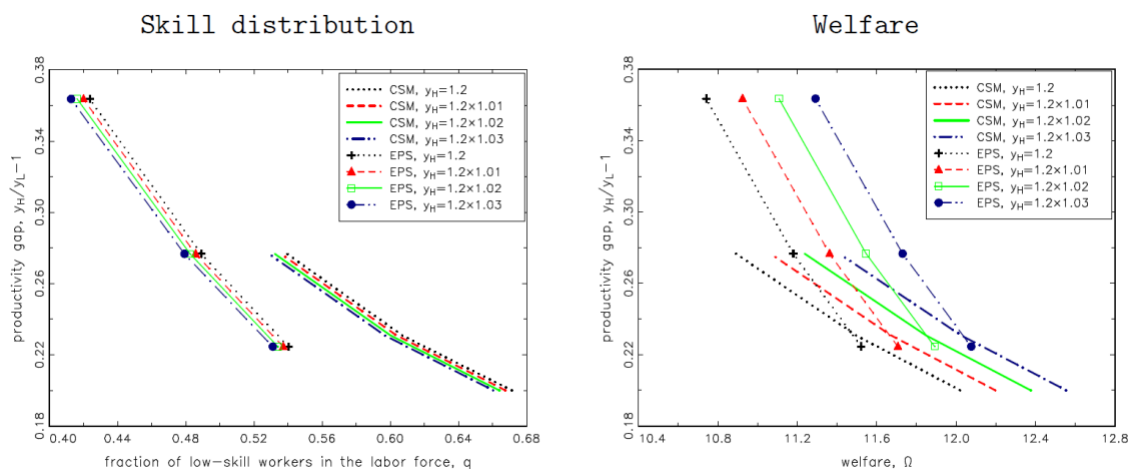 Skill distribution
productivity gap, y_H/y_L−1
0.38
0.34
0.30
0.26
0.22
0.18
CSM, y_H=1.2
CSM, y_H=1.2×1.01
CSM, y_H=1.2×1.02
CSM, y_H=1.2×1.03
EPS, y_H=1.2
EPS, y_H=1.2×1.01
EPS, y_H=1.2×1.02
EPS, y_H=1.2×1.03
0.40 0.44 0.48 0.52 0.56 0.60 0.64 0.68
fraction of low−skill workers in the labor force, q
Welfare
productivity gap, y_H/y_L−1
0.38
0.34
0.30
0.26
0.22
0.18
CSM, y_H=1.2
CSM, y_H=1.2×1.01
CSM, y_H=1.2×1.02
CSM, y_H=1.2×1.03
EPS, y_H=1.2
EPS, y_H=1.2×1.01
EPS, y_H=1.2×1.02
EPS, y_H=1.2×1.03
10.4 10.8 11.2 11.6 12.0 12.4 12.8
welfare, Ω